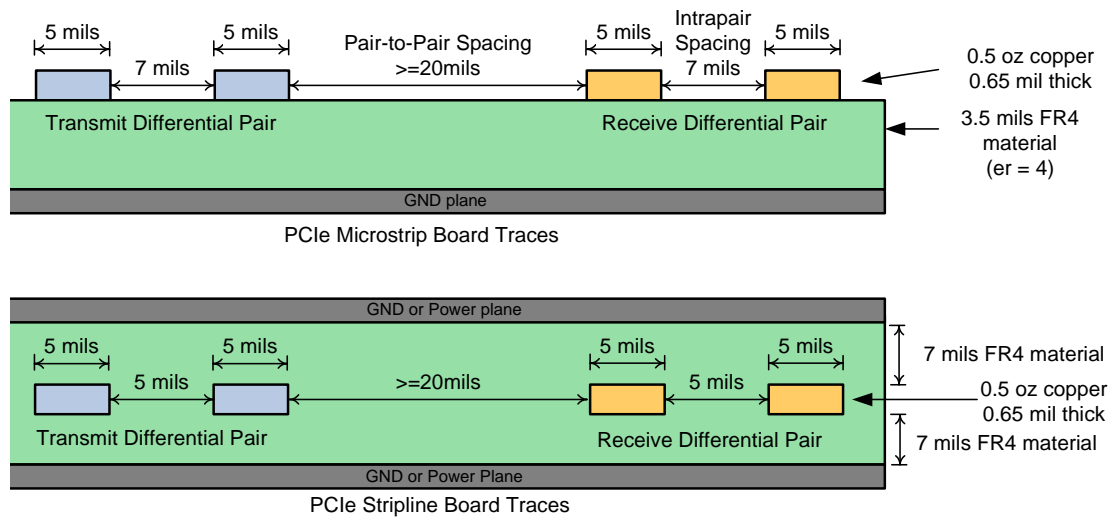 5 mils
5 mils
Pair-to-Pair Spacing
>=20mils
5 mils
Intrapair
Spacing
7 mils
5 mils
7 mils
0.5 oz copper
0.65 mil thick
Transmit Differential Pair
Receive Differential Pair
3.5 mils FR4
material
(er = 4)
GND plane
PCIe Microstrip Board Traces
GND or Power plane
5 mils
5 mils
5 mils
5 mils
7 mils FR4 material
5 mils
>=20mils
5 mils
0.5 oz copper
0.65 mil thick
Transmit Differential Pair
Receive Differential Pair
7 mils FR4 material
GND or Power Plane
PCIe Stripline Board Traces